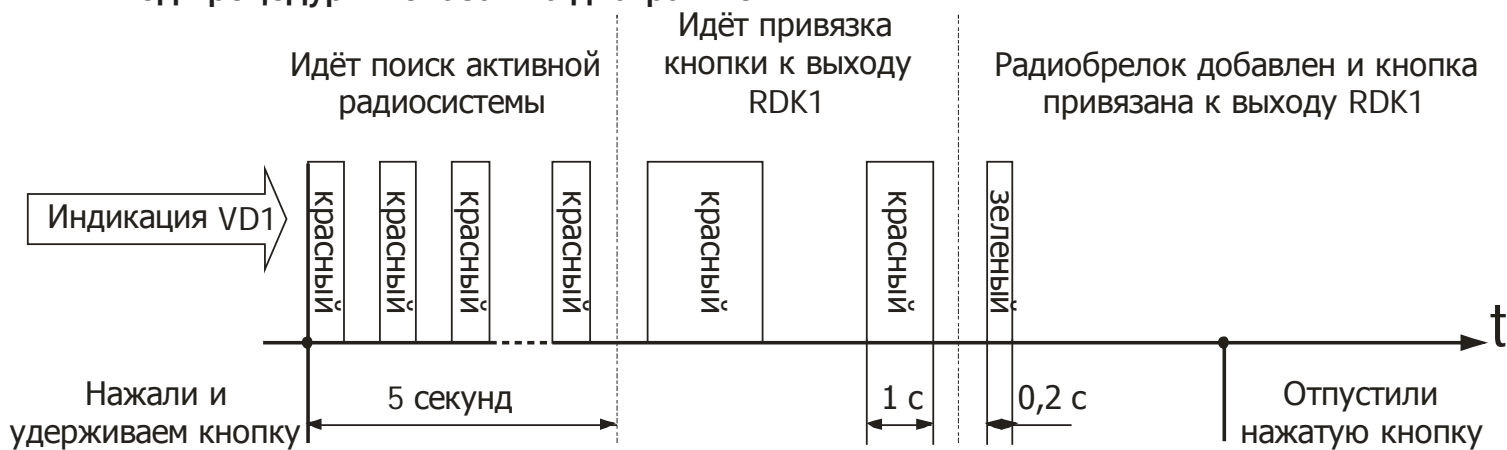 Идёт поиск активной
радиосистемы
Идёт привязка
кнопки к выходу
RDK1
Радиобрелок добавлен и кнопка
привязана к выходу RDK1
Индикация VD1
красный
красный
красный
красный
красный
красный
зеленый
t
Нажали и
удерживаем кнопку
5 секунд
1 с
0,2 с
Отпустили
нажатую кнопку